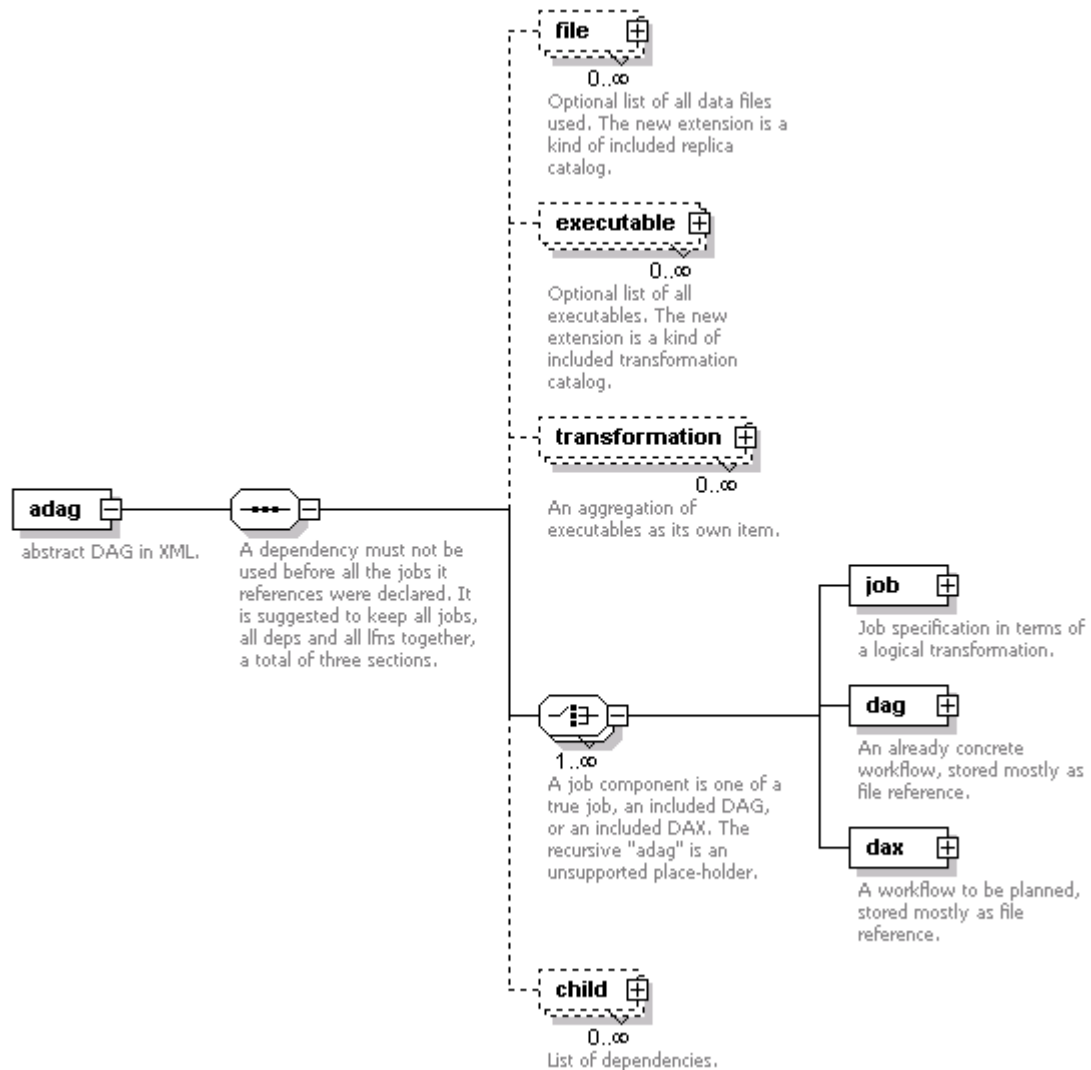 adag
abstract DAG in XML.
A dependency must not be
used before all the jobs it
references were declared. It
is suggested to keep all jobs,
all deps and all lfns together,
a total of three sections.
file
0..∞
Optional list of all data files
used. The new extension is a
kind of included replica
catalog.
executable
0..∞
Optional list of all
executables. The new
extension is a kind of
included transformation
catalog.
transformation
0..∞
An aggregation of
executables as its own item.
1..∞
A job component is one of a
true job, an included DAG,
or an included DAX. The
recursive "adag" is an
unsupported place-holder.
job
Job specification in terms of
a logical transformation.
dag
An already concrete
workflow, stored mostly as
file reference.
dax
A workflow to be planned,
stored mostly as file
reference.
child
0..∞
List of dependencies.